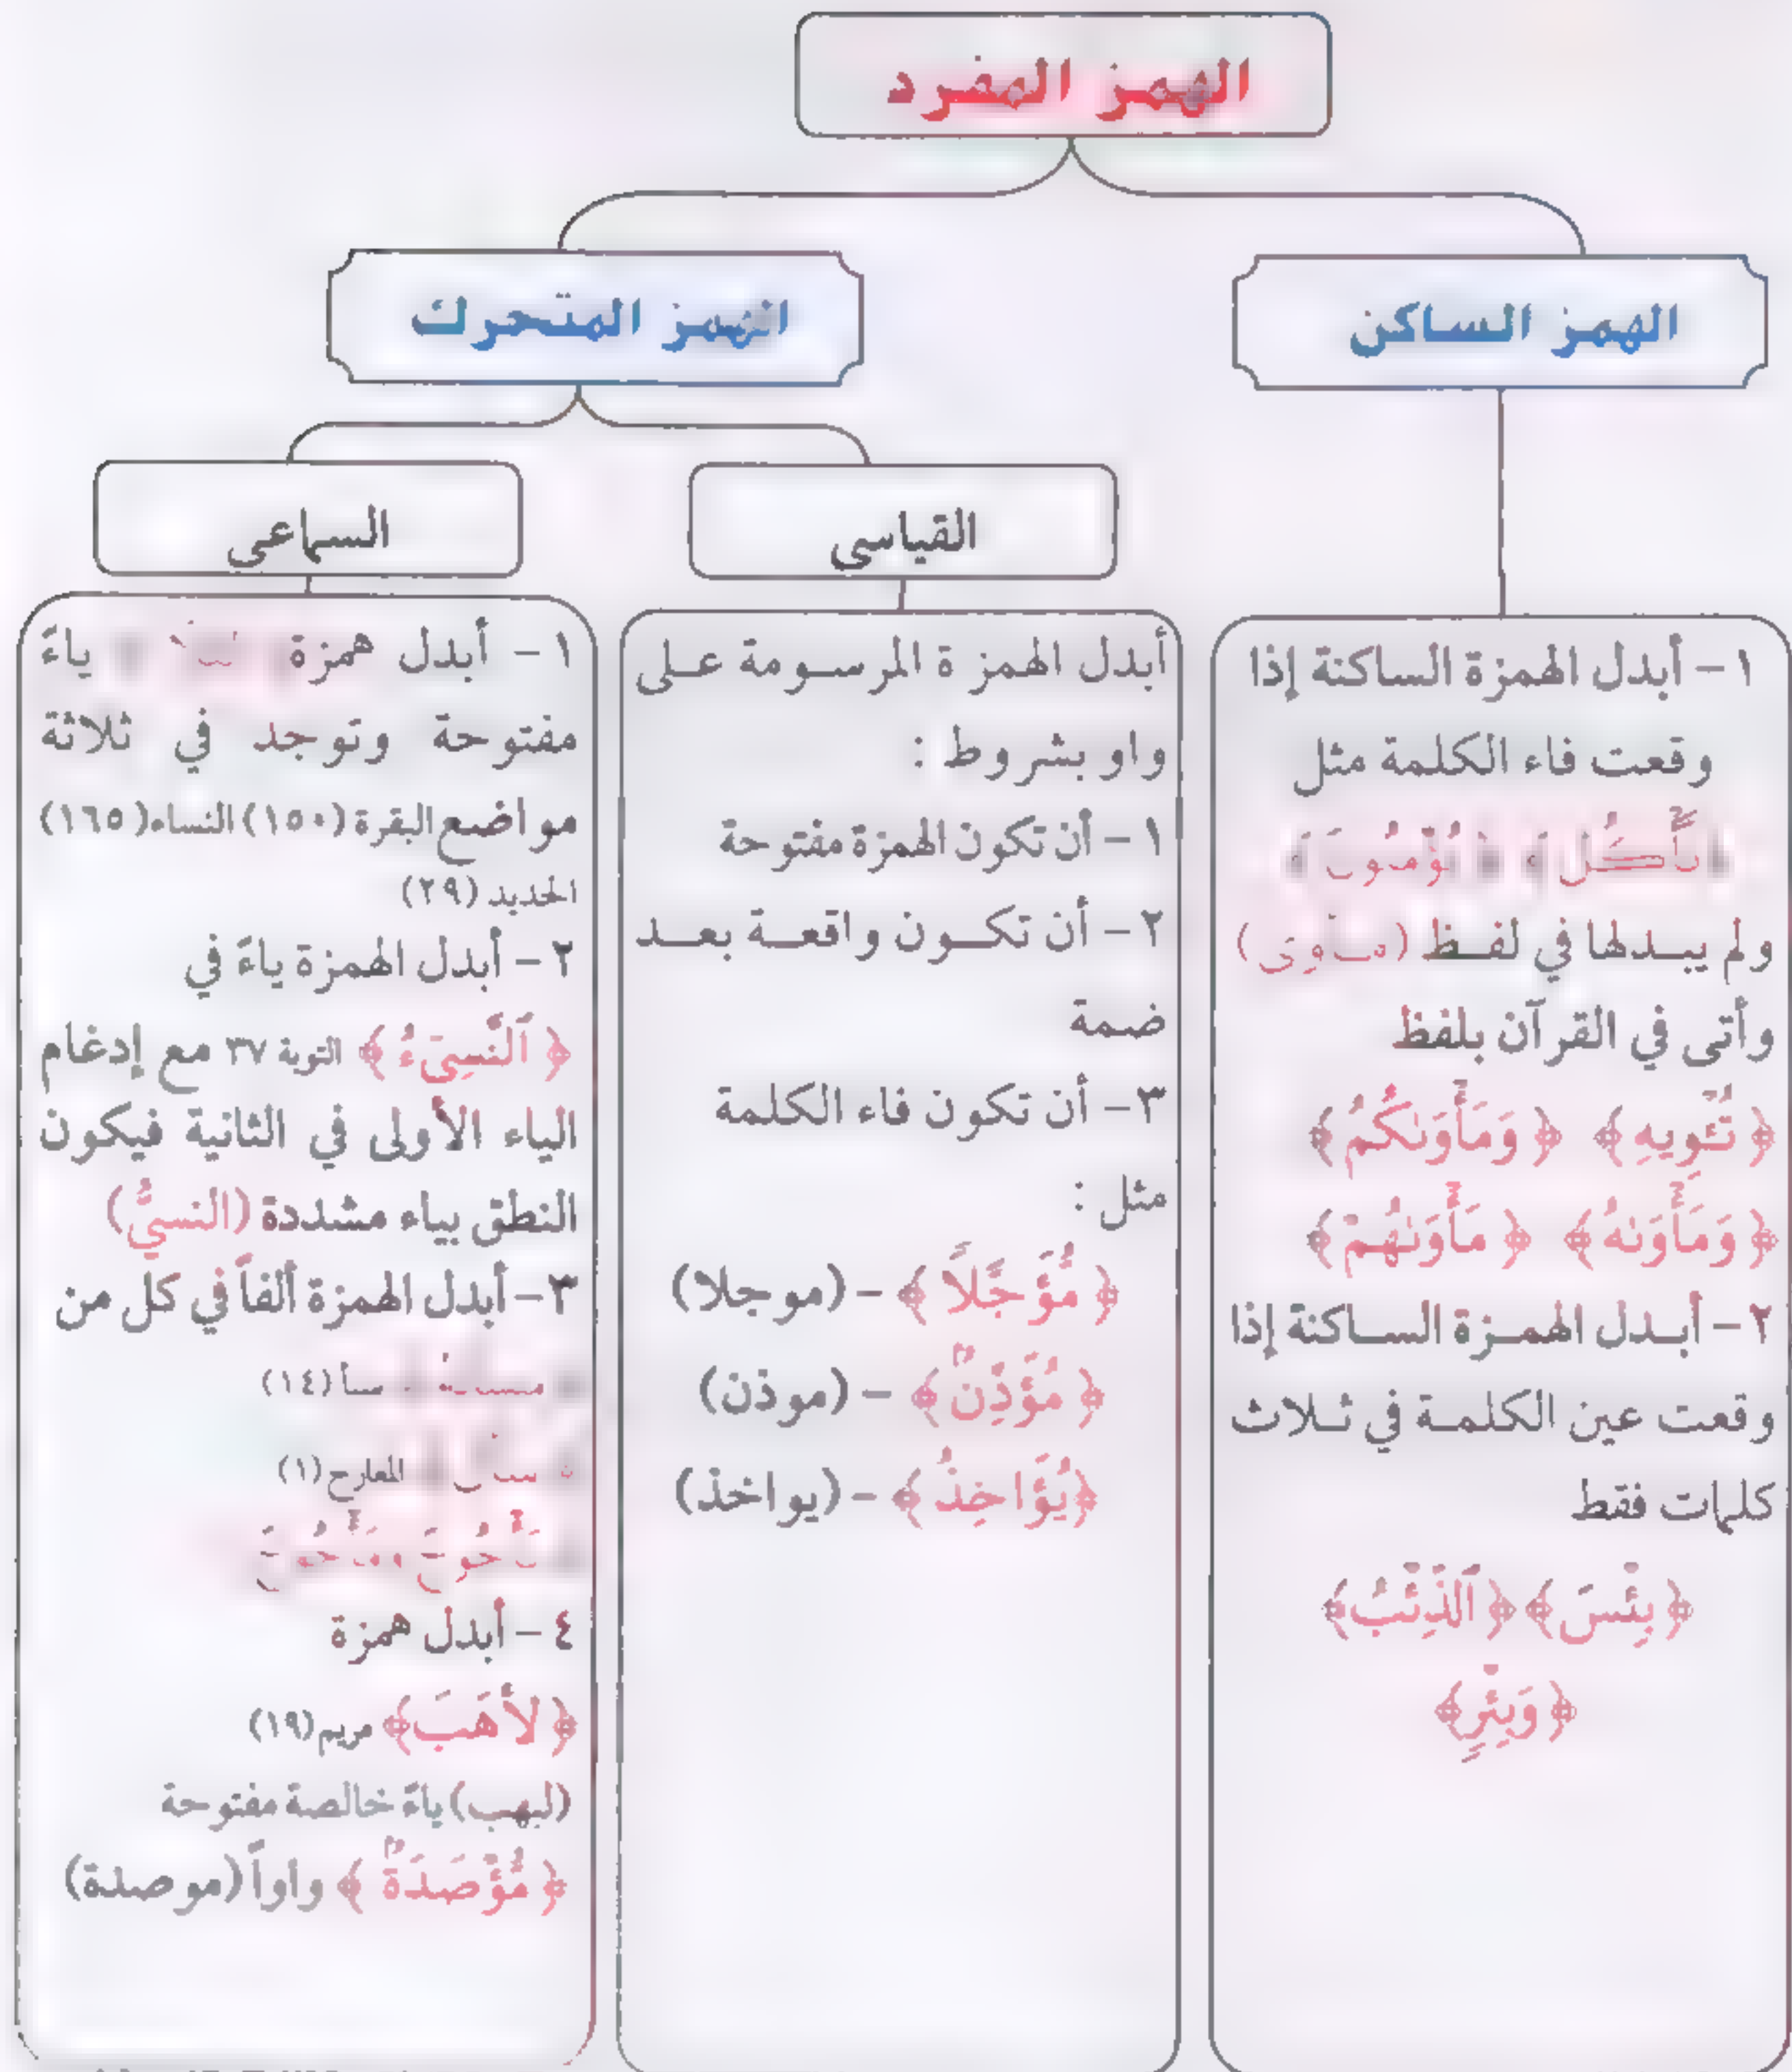 الهمز المفرد
الهمز الساكن
الهمز المتحرك
القياسى
السماعى
١- أبدل الهمزة الساكنة إذا
وقعت فاء الكلمة مثل
ولم يبدلها في لفظ
وأتى في القرآن بلفظ
﴿تُـْٔوِيهِ﴾ ﴿وَمَأْوَىٰكُمُ﴾
﴿وَمَأْوَىٰهُ﴾ ﴿مَأْوَىٰهُمْ﴾
٢- أبدل الهمزة الساكنة إذا
وقعت عين الكلمة في ثلاث
كلمات فقط
﴿بِئْسَ﴾ ﴿ٱلذِّئْبُ﴾
﴿وَبِئْرٍ﴾
أبدل الهمزة المرسومة على
واو بشروط :
١- أن تكون الهمزة مفتوحة
٢- أن تكون واقعة بعد
ضمة
٣- أن تكون فاء الكلمة
مثل :
﴿مُّؤَجَّلًا﴾ - (موجلا)
﴿مُؤَذِّنٌ﴾ - (موذن)
﴿يُؤَاخِذُ﴾ - (يواخذ)
١- أبدل همزة ياءً
مفتوحة وتوجد في ثلاثة
مواضع البقرة (١٥٠) النساء (١٦٥)
الحديد (٢٩)
٢- أبدل الهمزة ياءً في
﴿ٱلنَّسِىٓءُ﴾ التوبة ٣٧ مع إدغام
الياء الأولى في الثانية فيكون
النطق بياء مشددة (النسيُّ)
٣- أبدل الهمزة ألفاً في كل من
سبأ (١٤)
المعارج (١)
٤- أبدل همزة
﴿لأَهَبَ﴾ مريم (١٩)
(ليهب) ياءً خالصة مفتوحة
﴿مُّؤْصَدَةٌ﴾ واواً (موصدة)